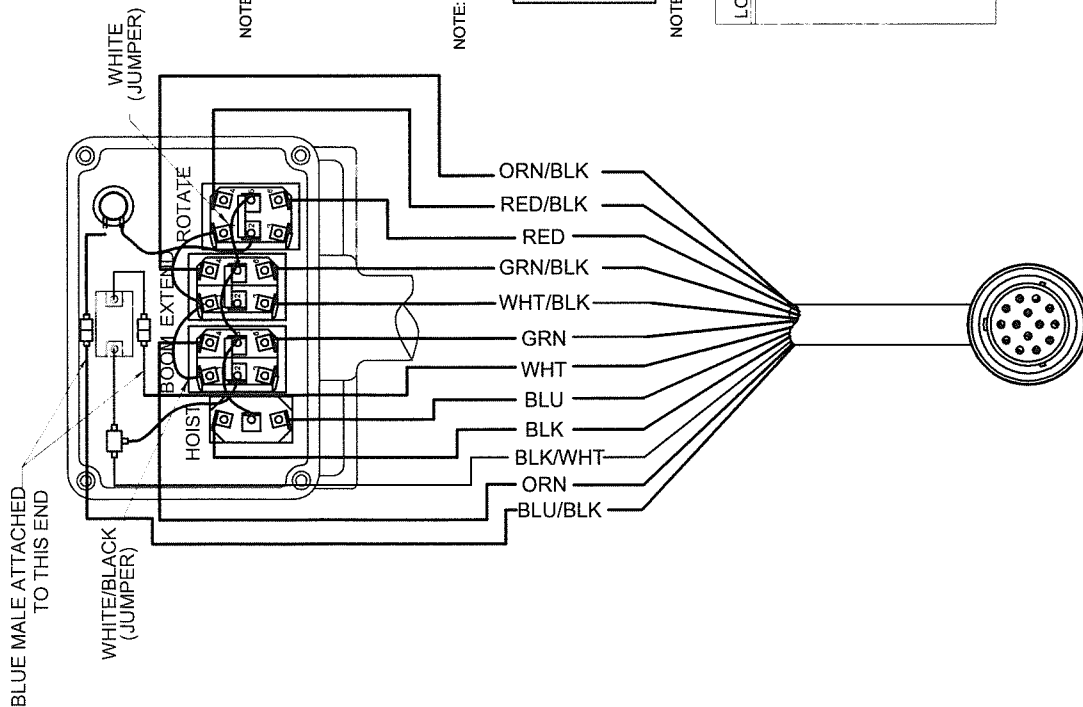 BLUE MALE ATTACHED
TO THIS END
WHITE/BLACK
(JUMPER)
WHITE
(JUMPER)
HOIST
BOOM
EXTEND
ROTATE
NOTE
NOTE:
NOTE
LO
ORN/BLK
RED/BLK
RED
GRN/BLK
WHT/BLK
GRN
WHT
BLU
BLK
BLK/WHT
ORN
BLU/BLK